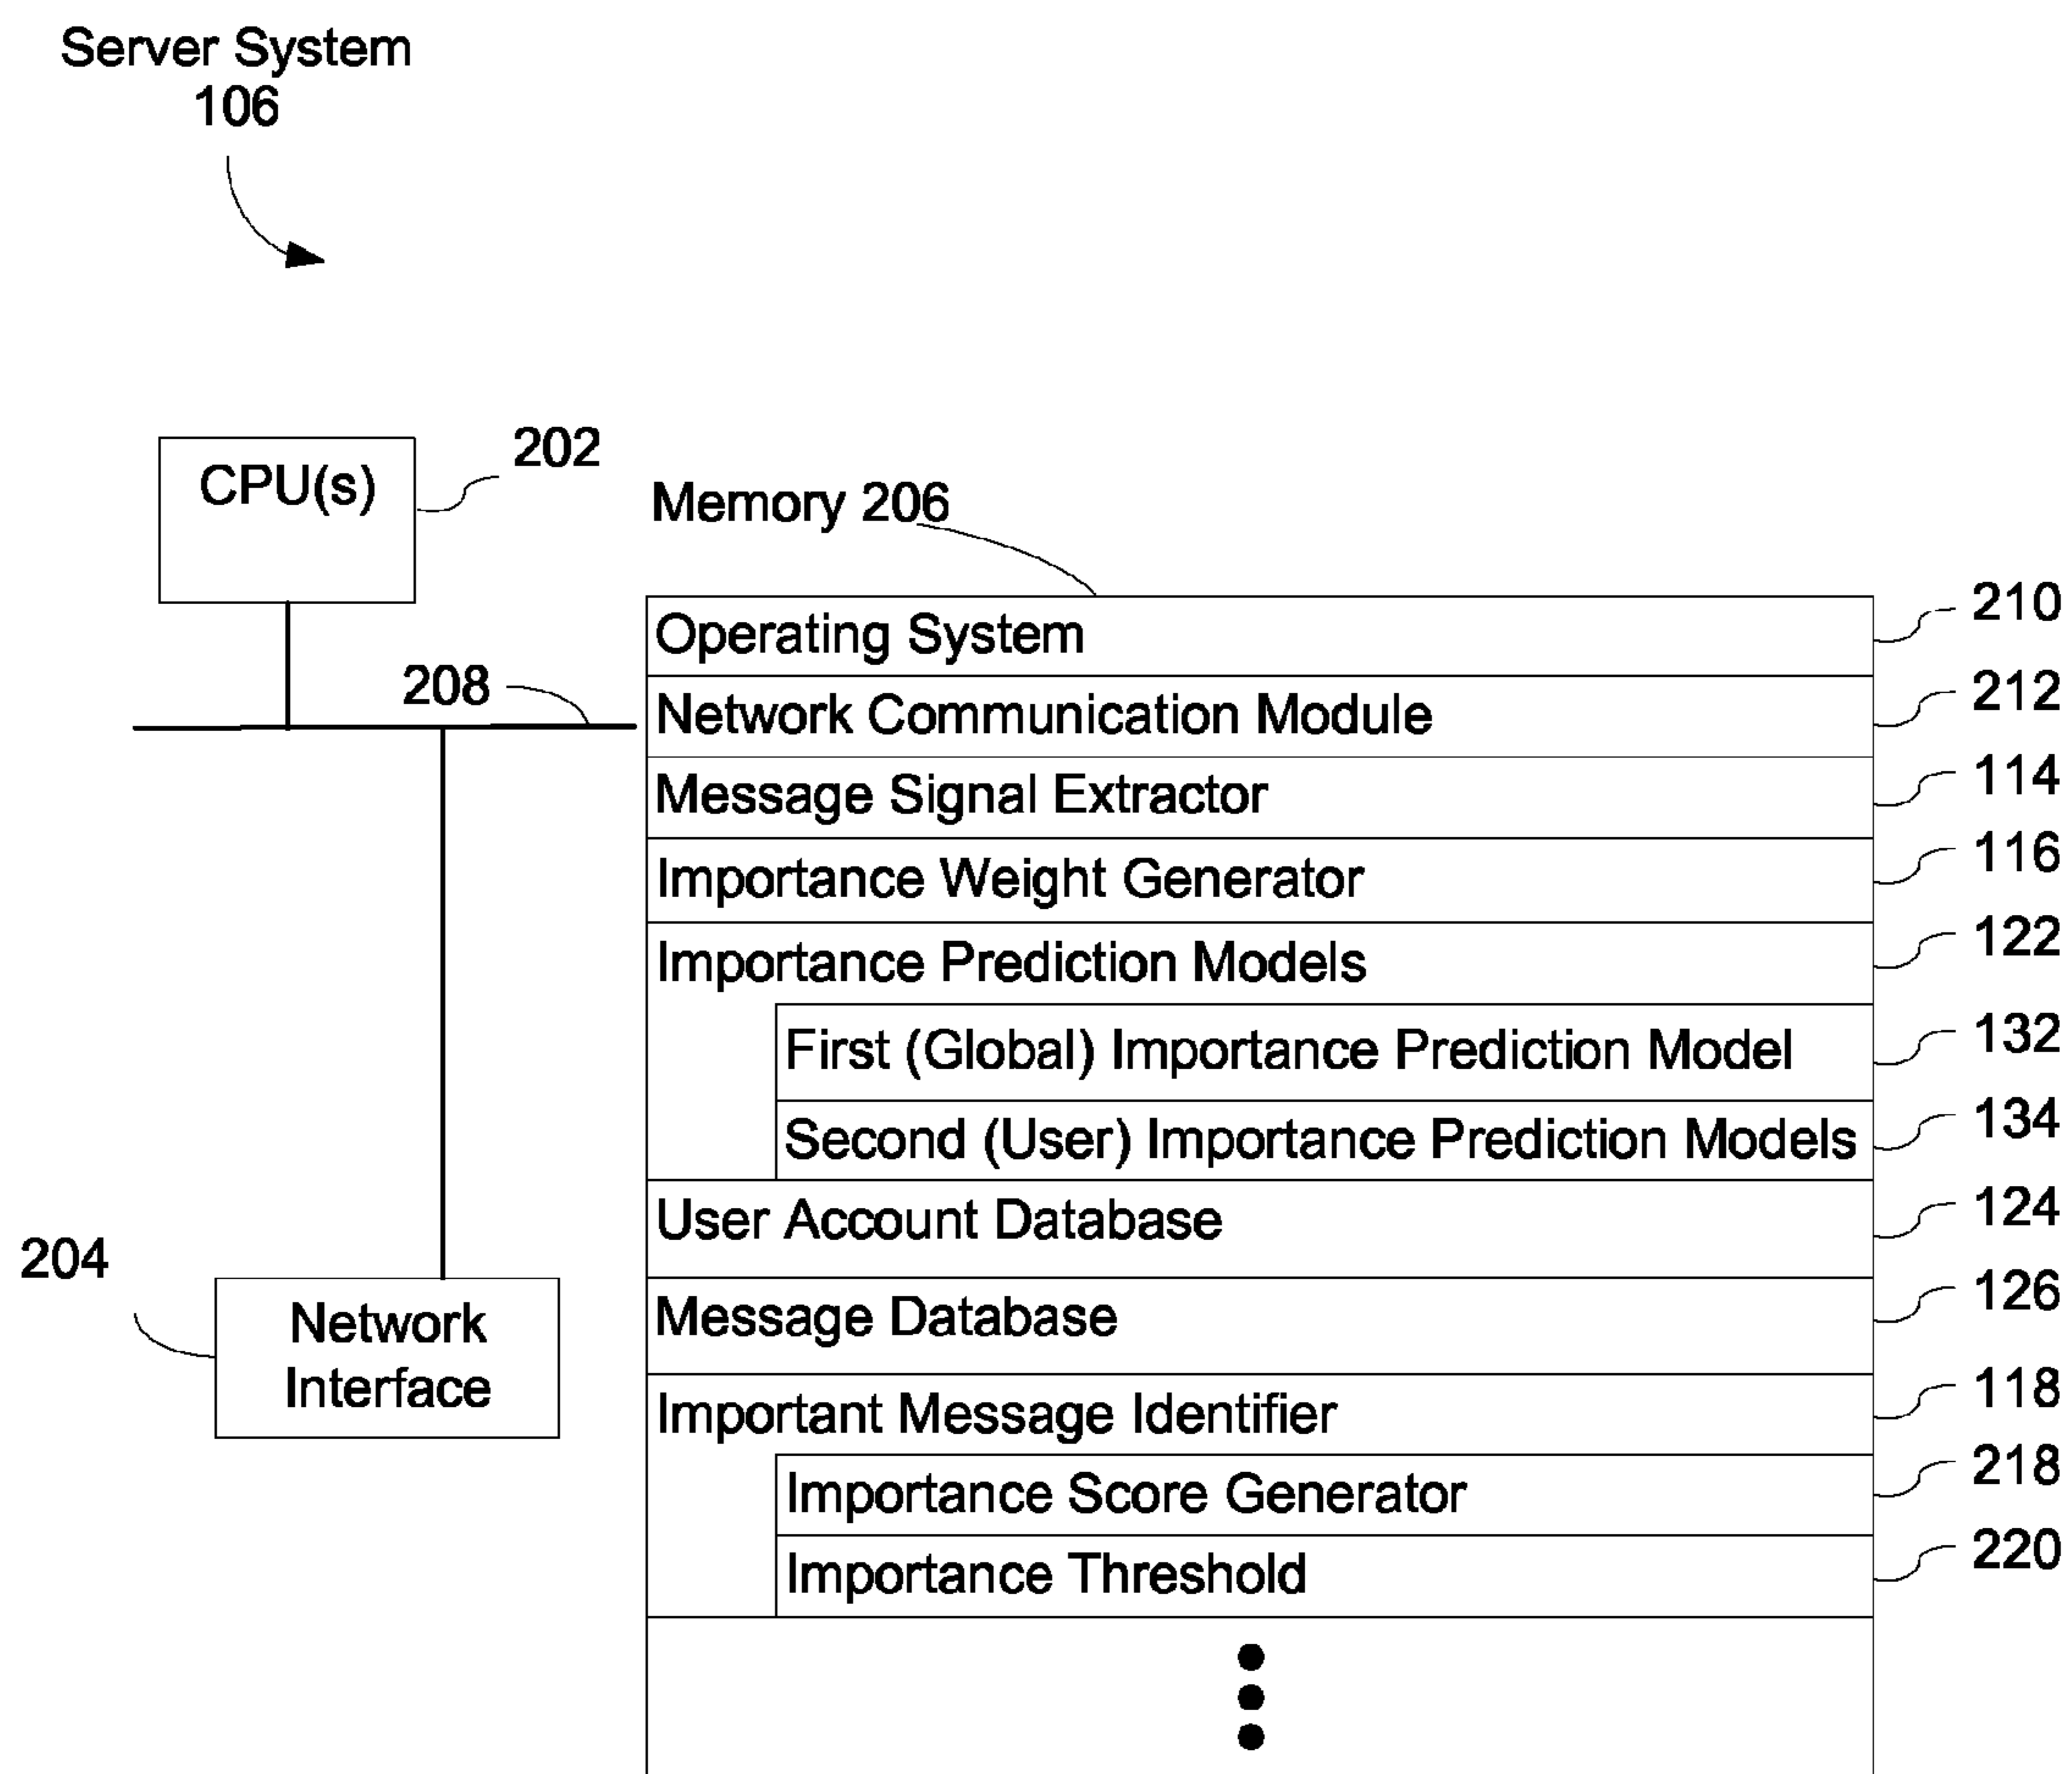 Server System
106
CPU(s)
202
Memory 206
208
204
Network
Interface
Operating System
210
Network Communication Module
212
Message Signal Extractor
114
Importance Weight Generator
116
Importance Prediction Models
122
First (Global) Importance Prediction Model
132
Second (User) Importance Prediction Models
134
User Account Database
124
Message Database
126
Important Message Identifier
118
Importance Score Generator
218
Importance Threshold
220